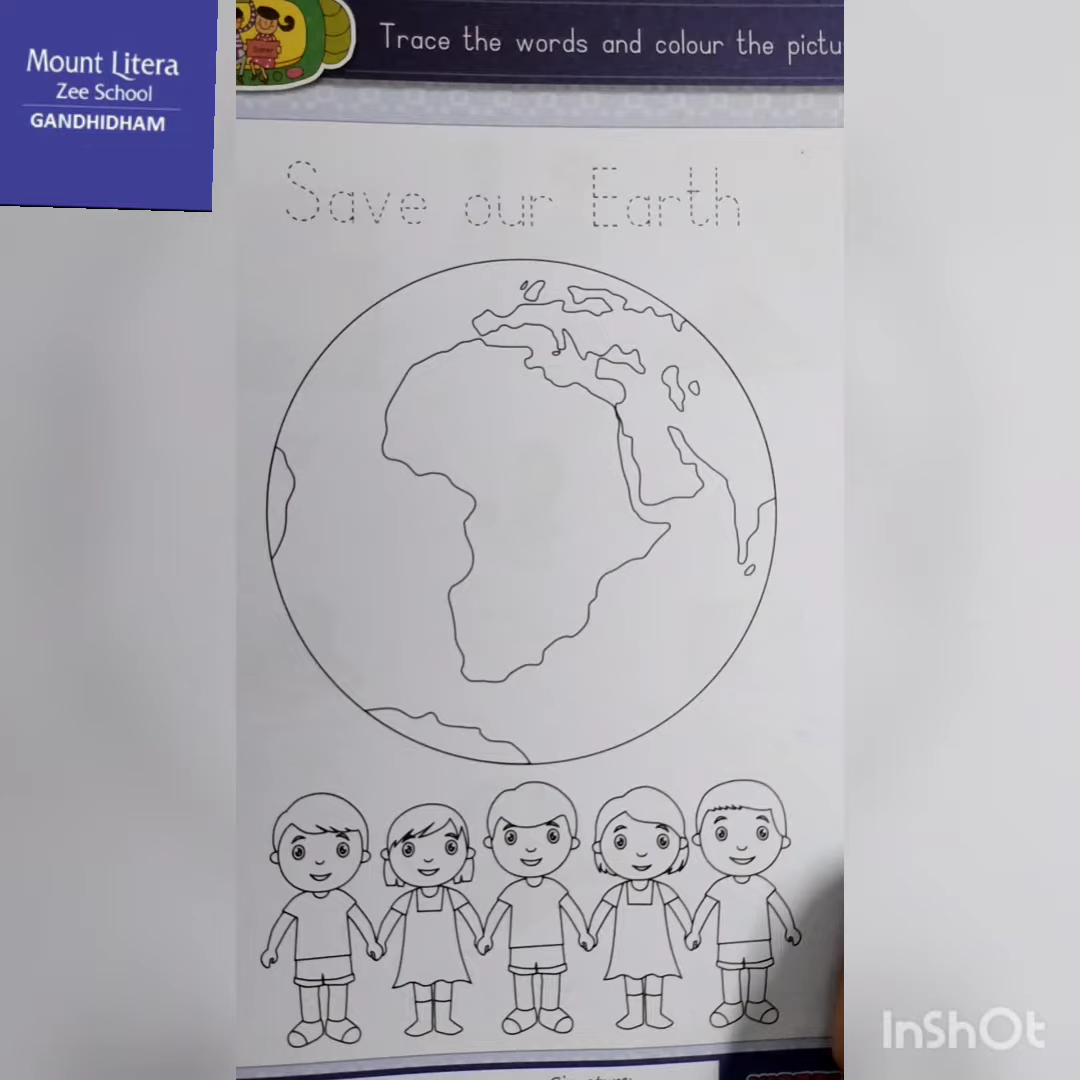 Mount Litera
Zee School
GANDHIDHAM
Trace the words and colour the pictu
Save our Earth
InShOt